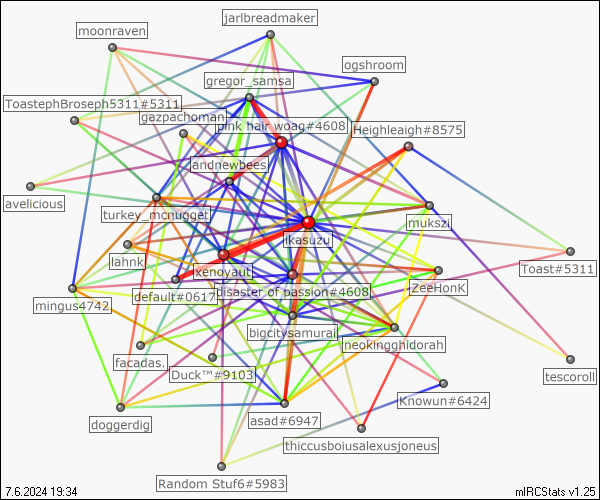 jarlbreadmaker
moonraven
ogshroom
gregor_samsa
ToastephBroseph5311#5311
gazpachoman
pink hair woag#4608
Heighleagh#8575
andnewbees
avelicious
turkey_mcnugget
mukszi
ikasuzu
lahnk
xenoyaut
Toast#5311
disaster of passion#4608
ZeeHonK
default#0617
mingus4742
bigcitysamurai
neokingghidorah
facadas.
Duck™#9103
tescoroll
Knowun#6424
doggerdig
asad#6947
thiccusboiusalexusjoneus
Random Stuf6#5983
7.6.2024 19:34
mIRCStats v1.25